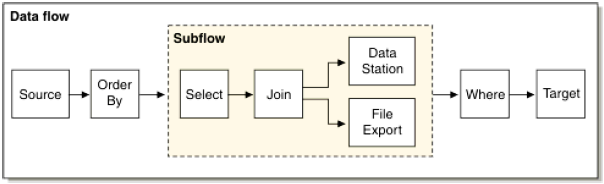 Data flow
Subflow
Source
Order
By
Select
Join
Data
Station
File
Export
Where
Target